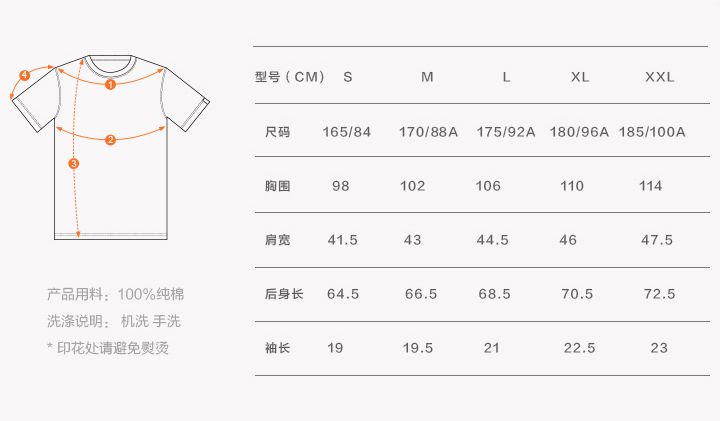 型号（CM） S M L XL XXL
尺码 165/84 170/88A 175/92A 180/96A 185/100A
胸围 98 102 106 110 114
肩宽 41.5 43 44.5 46 47.5
后身长 64.5 66.5 68.5 70.5 72.5
袖长 19 19.5 21 22.5 23
4
1
2
3
产品用料：100%纯棉
洗涤说明： 机洗 手洗
* 印花处请避免熨烫